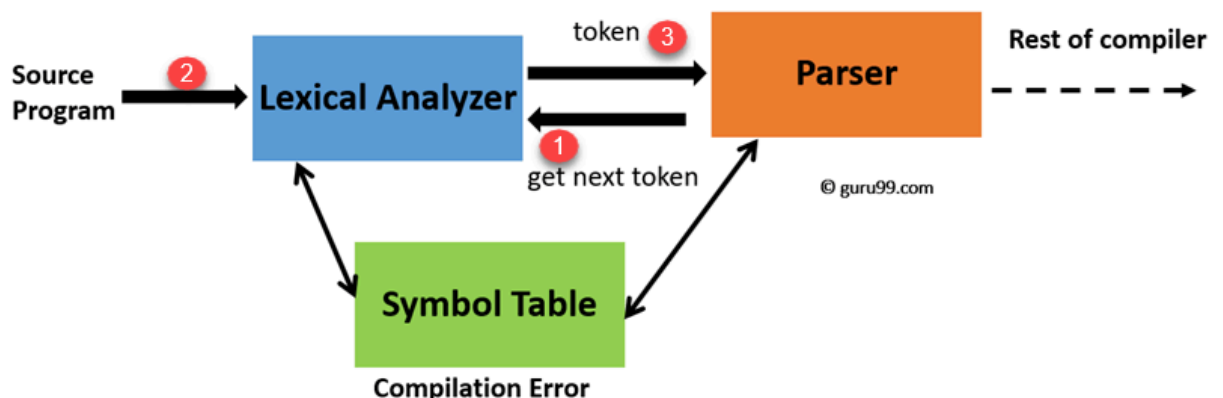 token 3
Rest of compiler
Source
Program
2
Lexical Analyzer
Parser
1
get next token
© guru99.com
Symbol Table
Compilation Error